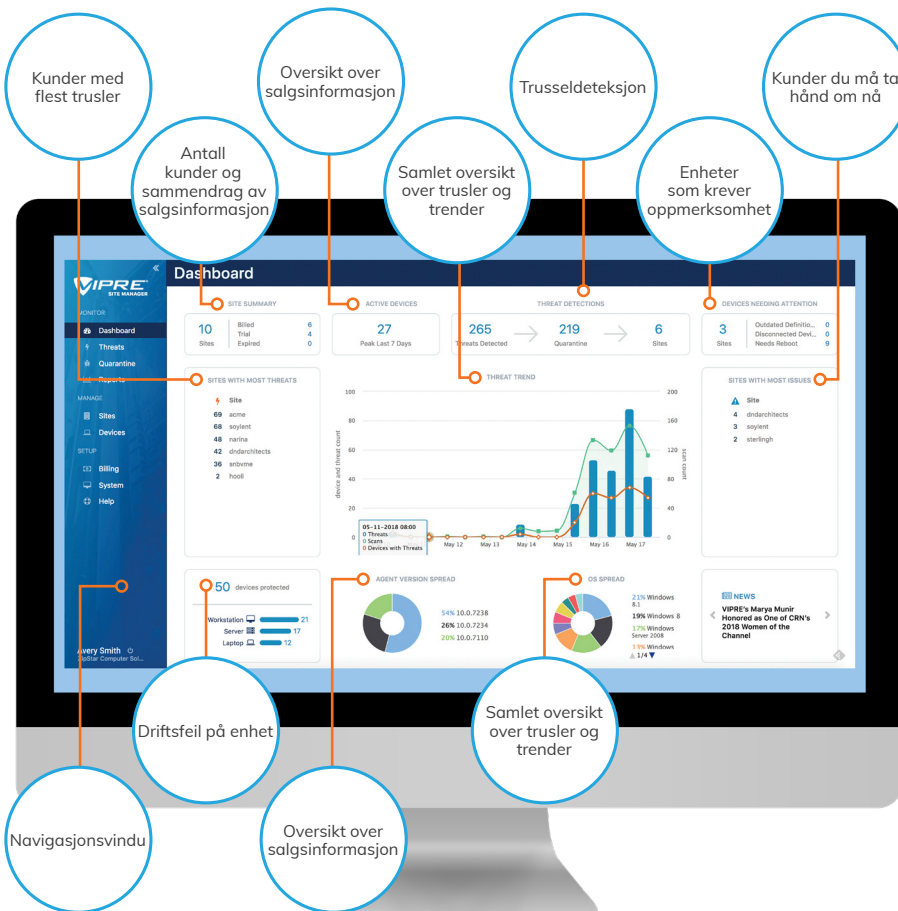 Kunder med
flest trusler
Oversikt over
salgsinformasjon
Trusseldeteksjon
Kunder du må ta
hånd om nå
Antall
kunder og
sammendrag av
salgsinformasjon
Samlet oversikt
over trusler og
trender
Enheter
som krever
oppmerksomhet
VIPRE
SITE MANAGER
«
Dashboard
MONITOR
Dashboard
Threats
Quarantine
Reports
MANAGE
Sites
Devices
SETUP
Billing
System
Help
Avery Smith
ZipStar Computer Sol...
SITE SUMMARY
10
Sites
Billed 6
Trial 4
Expired 0
ACTIVE DEVICES
27
Peak Last 7 Days
THREAT DETECTIONS
265
Threats Detected
219
Quarantine
6
Sites
DEVICES NEEDING ATTENTION
3
Sites
Outdated Definitio... 0
Disconnected Devi... 0
Needs Reboot 9
SITES WITH MOST THREATS
Site
69 acme
68 soylent
48 narina
42 dndarchitects
36 snbvme
2 hooli
THREAT TREND
100
80
60
40
20
0
device and threat count
200
160
120
80
40
0
scan count
05-11-2018 08:00
0 Threats
0 Scans
0 Devices with Threats
May 12
May 13
May 14
May 15
May 16
May 17
SITES WITH MOST ISSUES
Site
4 dndarchitects
3 soylent
2 sterlingh
50 devices protected
Workstation 21
Server 17
Laptop 12
AGENT VERSION SPREAD
54% 10.0.7238
26% 10.0.7234
20% 10.0.7110
OS SPREAD
21% Windows
8.1
19% Windows 8
17% Windows
Server 2008
13% Windows
1/4
NEWS
VIPRE's Marya Munir
Honored as One of CRN's
2018 Women of the
Channel
Driftsfeil på enhet
Samlet oversikt
over trusler og
trender
Navigasjonsvindu
Oversikt over
salgsinformasjon